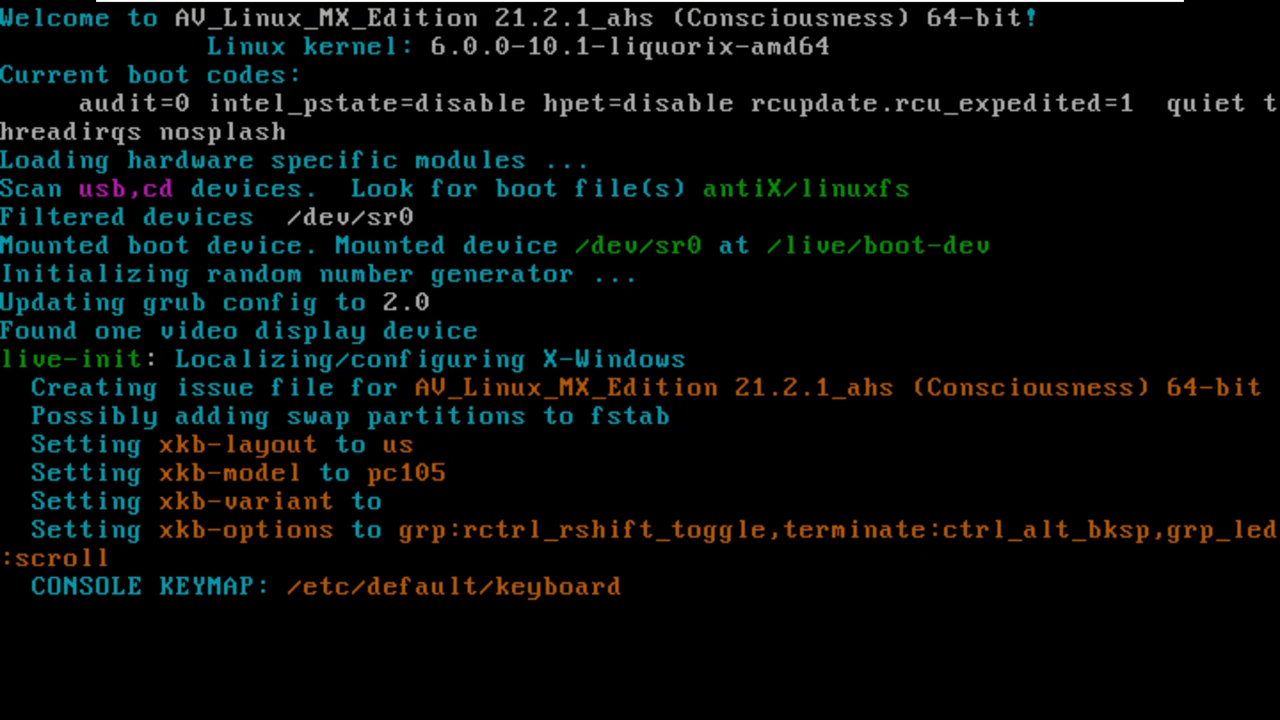 Welcome to AV_Linux_MX_Edition 21.2.1_ahs (Consciousness) 64-bit!
Linux kernel: 6.0.0-10.1-liquorix-amd64
Current boot codes:
audit=0 intel_pstate=disable hpet=disable rcupdate.rcu_expedited=1  quiet t
hreadirqs nosplash
Loading hardware specific modules ...
Scan usb,cd devices.  Look for boot file(s) antiX/linuxfs
Filtered devices  /dev/sr0
Mounted boot device. Mounted device /dev/sr0 at /live/boot-dev
Initializing random number generator ...
Updating grub config to 2.0
Found one video display device
live-init: Localizing/configuring X-Windows
Creating issue file for AV_Linux_MX_Edition 21.2.1_ahs (Consciousness) 64-bit
Possibly adding swap partitions to fstab
Setting xkb-layout to us
Setting xkb-model to pc105
Setting xkb-variant to
Setting xkb-options to grp:rctrl_rshift_toggle,terminate:ctrl_alt_bksp,grp_led
:scroll
CONSOLE KEYMAP: /etc/default/keyboard